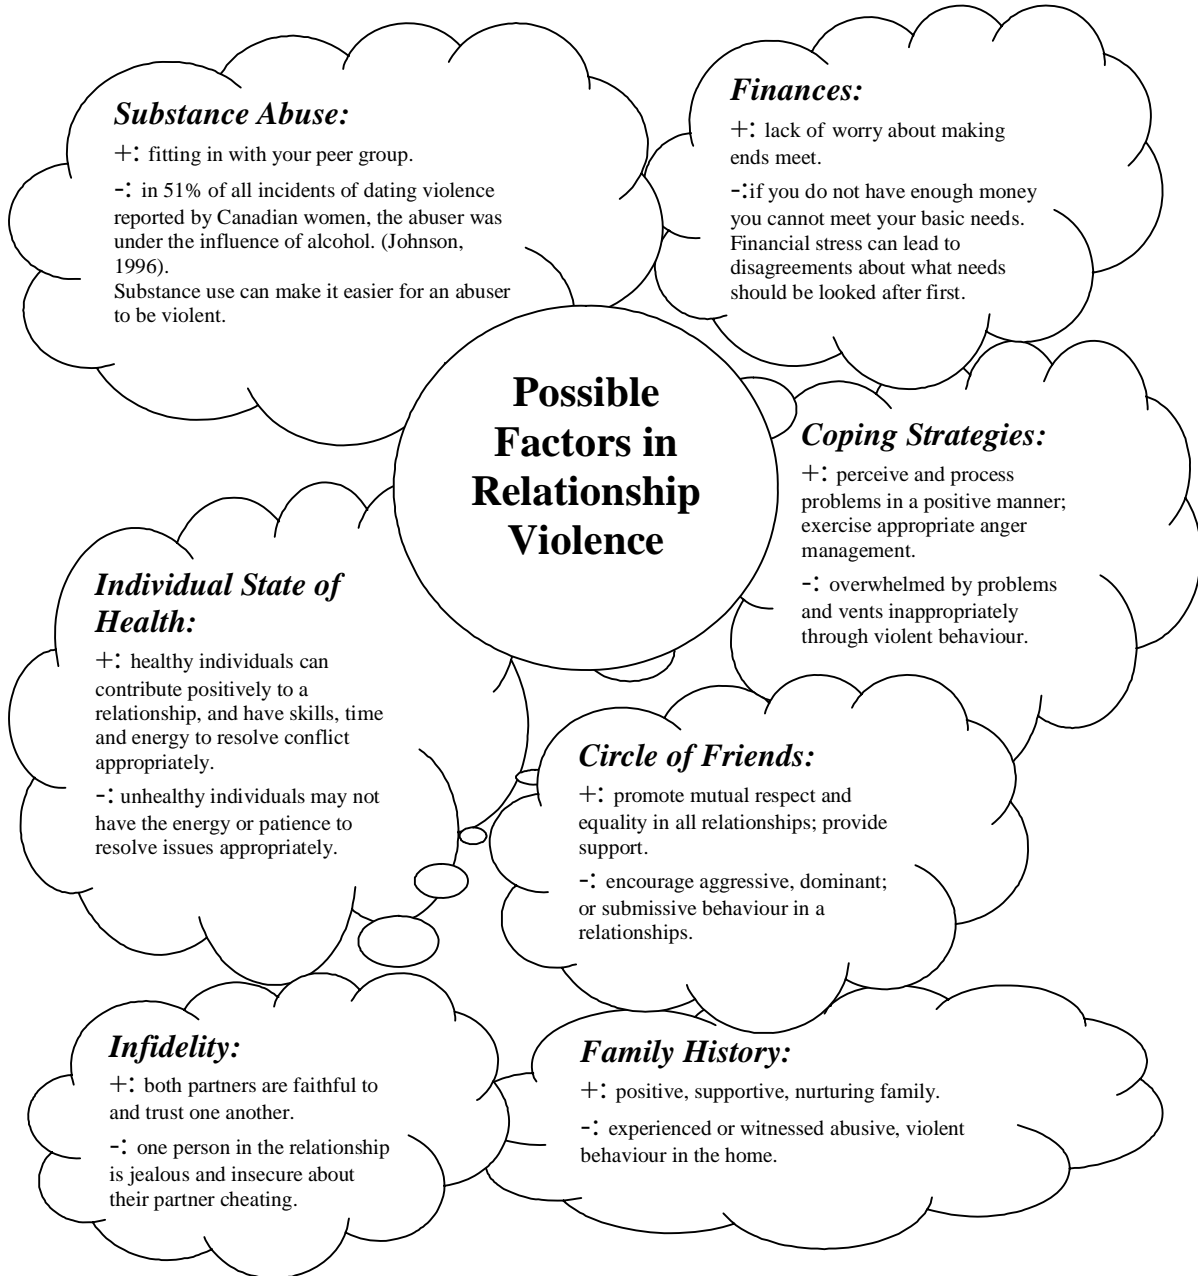 Substance Abuse:
+: fitting in with your peer group.
-: in 51% of all incidents of dating violence
reported by Canadian women, the abuser was
under the influence of alcohol. (Johnson,
1996).
Substance use can make it easier for an abuser
to be violent.
Finances:
+: lack of worry about making
ends meet.
-:if you do not have enough money
you cannot meet your basic needs.
Financial stress can lead to
disagreements about what needs
should be looked after first.
Possible
Factors in
Relationship
Violence
Coping Strategies:
+: perceive and process
problems in a positive manner;
exercise appropriate anger
management.
-: overwhelmed by problems
and vents inappropriately
through violent behaviour.
Individual State of
Health:
+: healthy individuals can
contribute positively to a
relationship, and have skills, time
and energy to resolve conflict
appropriately.
-: unhealthy individuals may not
have the energy or patience to
resolve issues appropriately.
Circle of Friends:
+: promote mutual respect and
equality in all relationships; provide
support.
-: encourage aggressive, dominant;
or submissive behaviour in a
relationships.
Infidelity:
+: both partners are faithful to
and trust one another.
-: one person in the relationship
is jealous and insecure about
their partner cheating.
Family History:
+: positive, supportive, nurturing family.
-: experienced or witnessed abusive, violent
behaviour in the home.